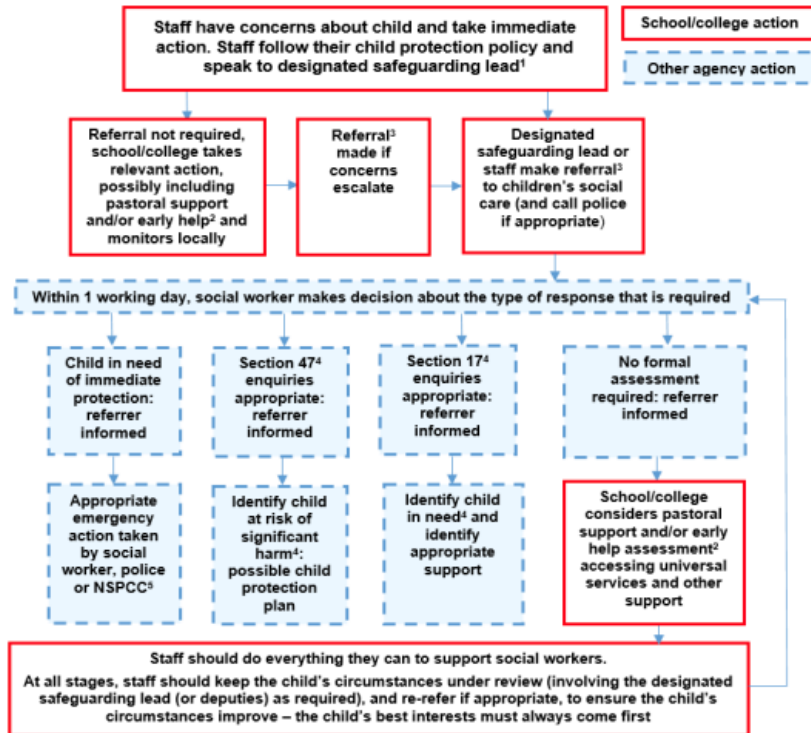 Staff have concerns about child and take immediate
action. Staff follow their child protection policy and
speak to designated safeguarding lead¹
School/college action
Other agency action
Referral not required,
school/college takes
relevant action,
possibly including
pastoral support
and/or early help² and
monitors locally
Referral³
made if
concerns
escalate
Designated
safeguarding lead or
staff make referral³
to children's social
care (and call police
if appropriate)
Within 1 working day, social worker makes decision about the type of response that is required
Child in need
of immediate
protection:
referrer
informed
Section 47⁴
enquiries
appropriate:
referrer
informed
Section 17⁴
enquiries
appropriate:
referrer
informed
No formal
assessment
required: referrer
informed
Appropriate
emergency
action taken
by social
worker, police
or NSPCC⁵
Identify child
at risk of
significant
harm⁴:
possible child
protection
plan
Identify child
in need⁴ and
identify
appropriate
support
School/college
considers pastoral
support and/or early
help assessment²
accessing universal
services and other
support
Staff should do everything they can to support social workers.
At all stages, staff should keep the child's circumstances under review (involving the designated
safeguarding lead (or deputies) as required), and re-refer if appropriate, to ensure the child's
circumstances improve – the child's best interests must always come first